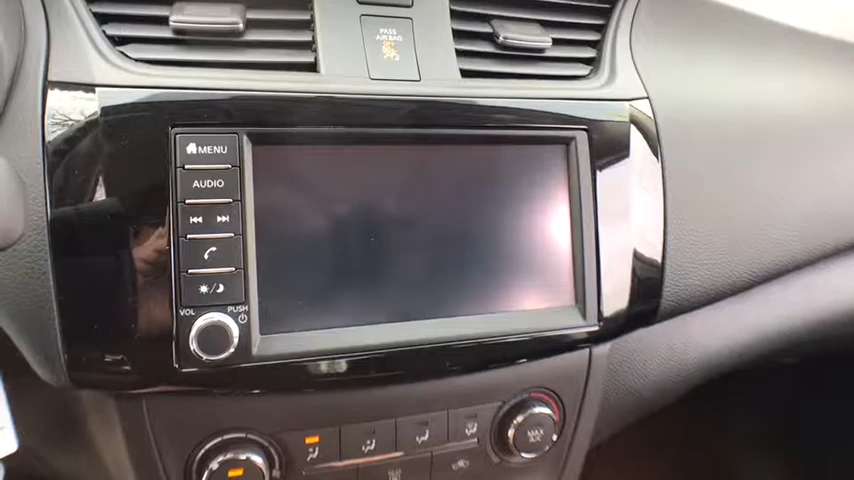 PASS
AIR BAG
MENU
AUDIO
VOL
PUSH
MAX
A/C